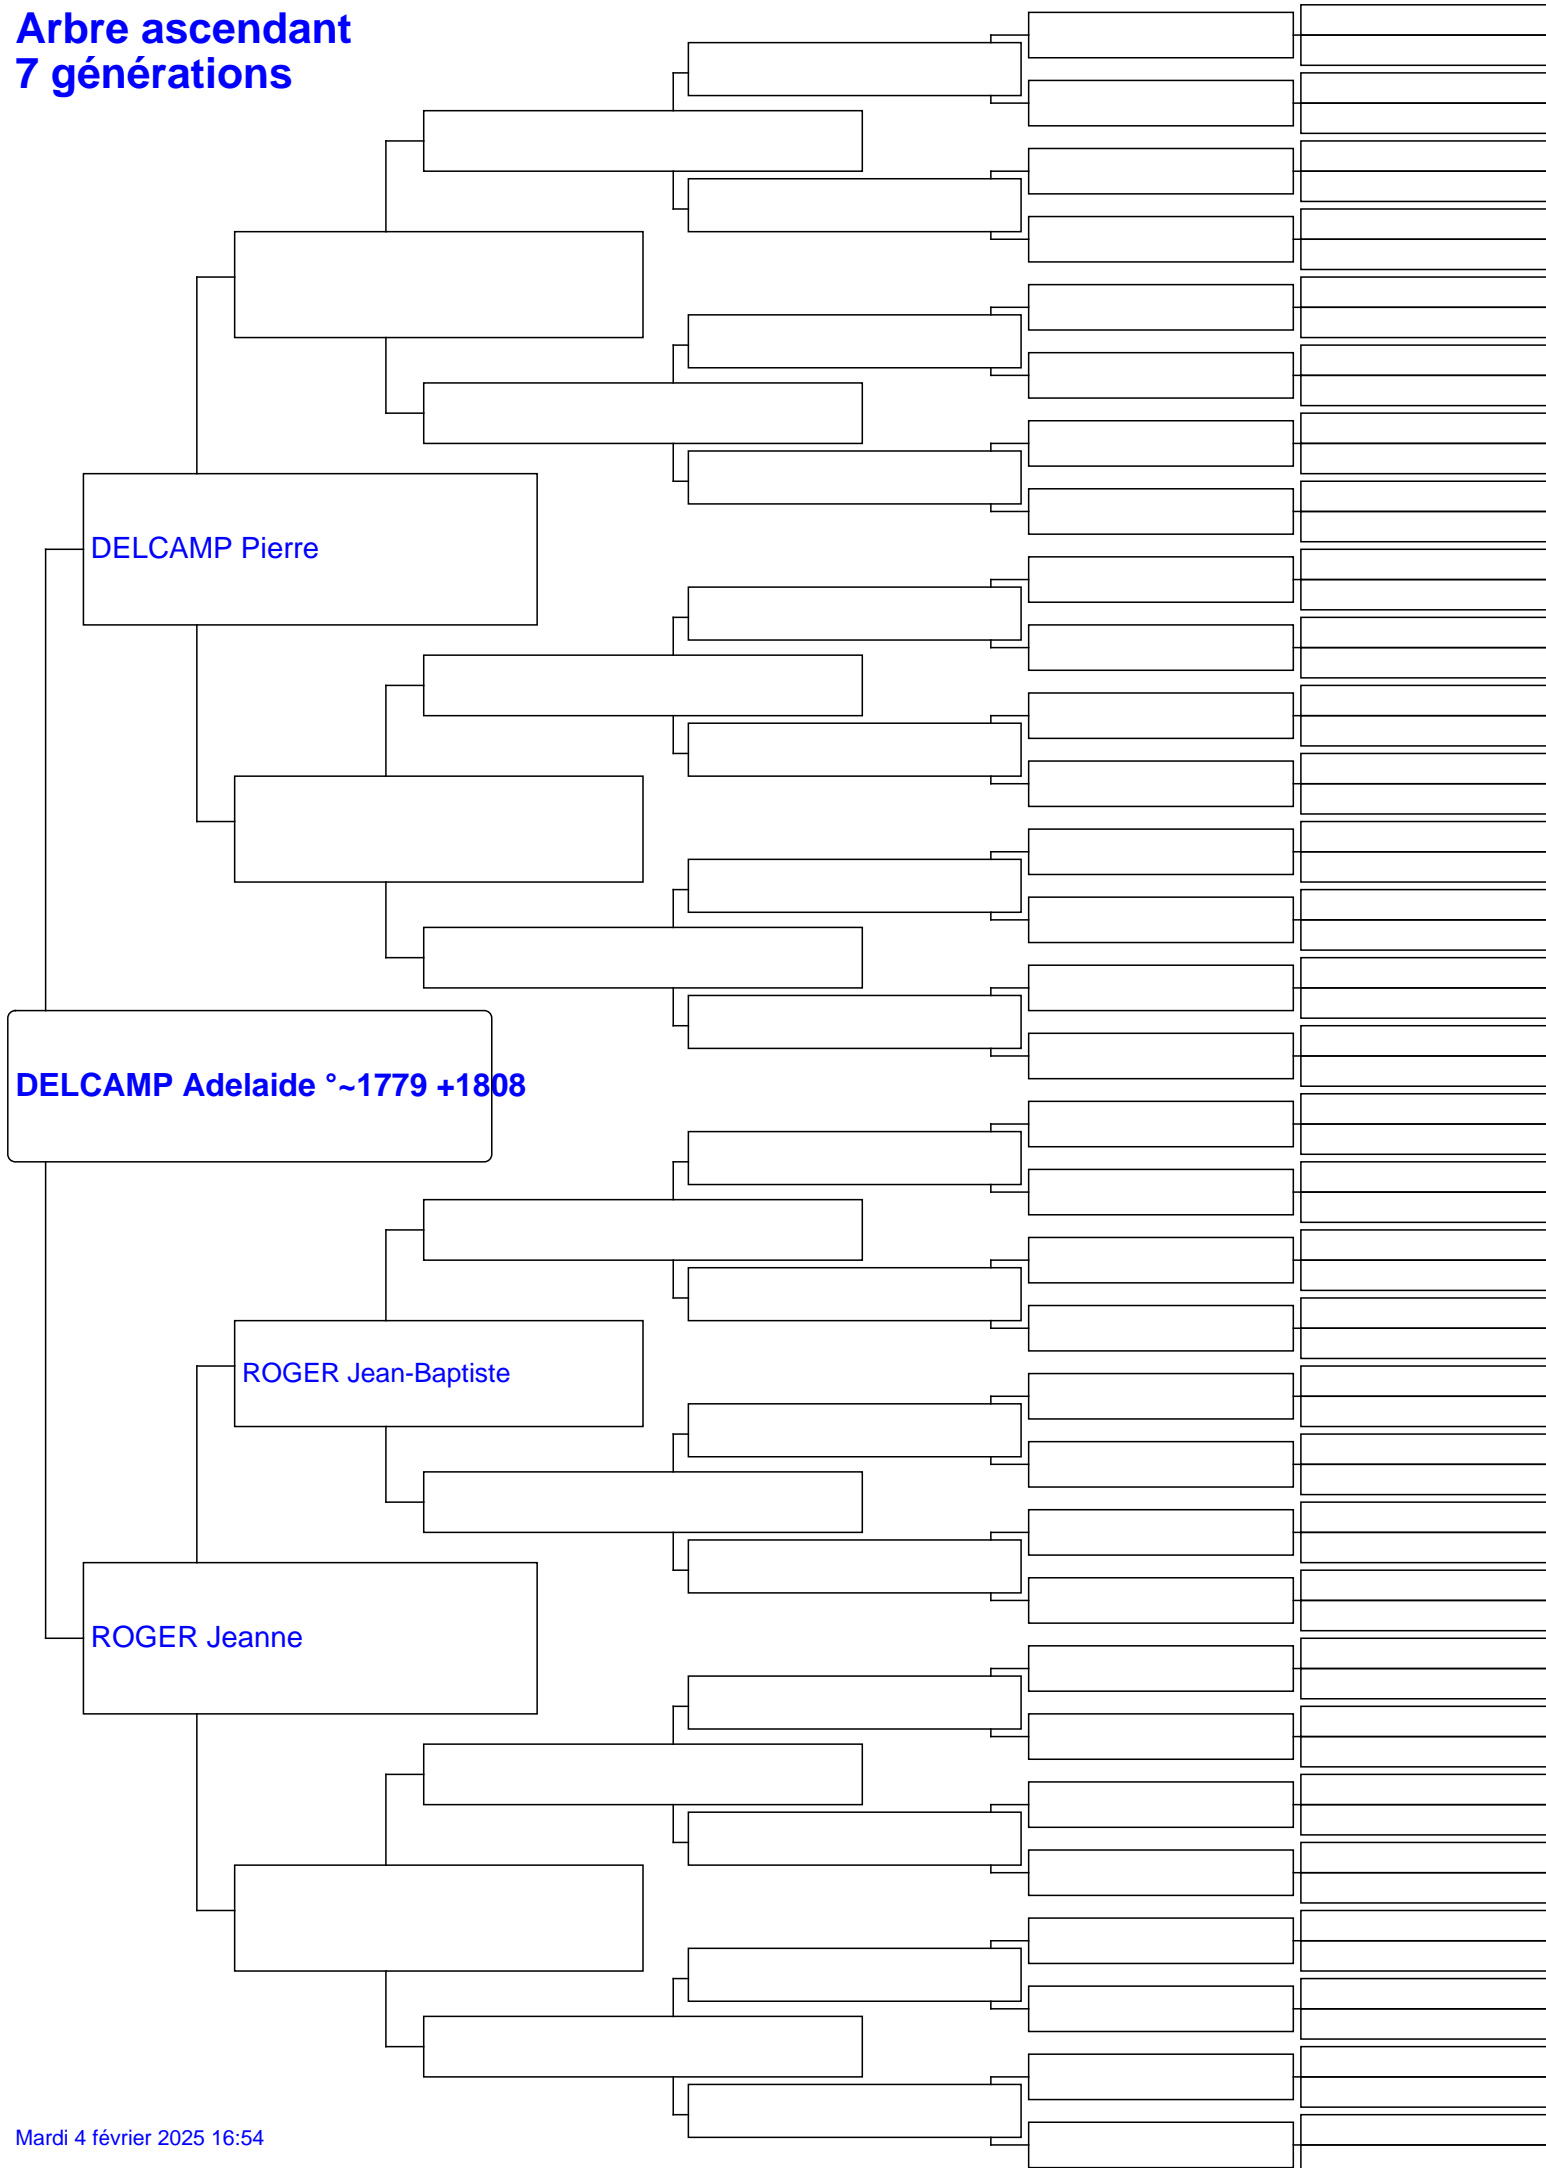 Arbre ascendant
7 générations
DELCAMP Pierre
DELCAMP Adelaide °~1779 +1808
ROGER Jean-Baptiste
ROGER Jeanne
Mardi 4 février 2025 16:54